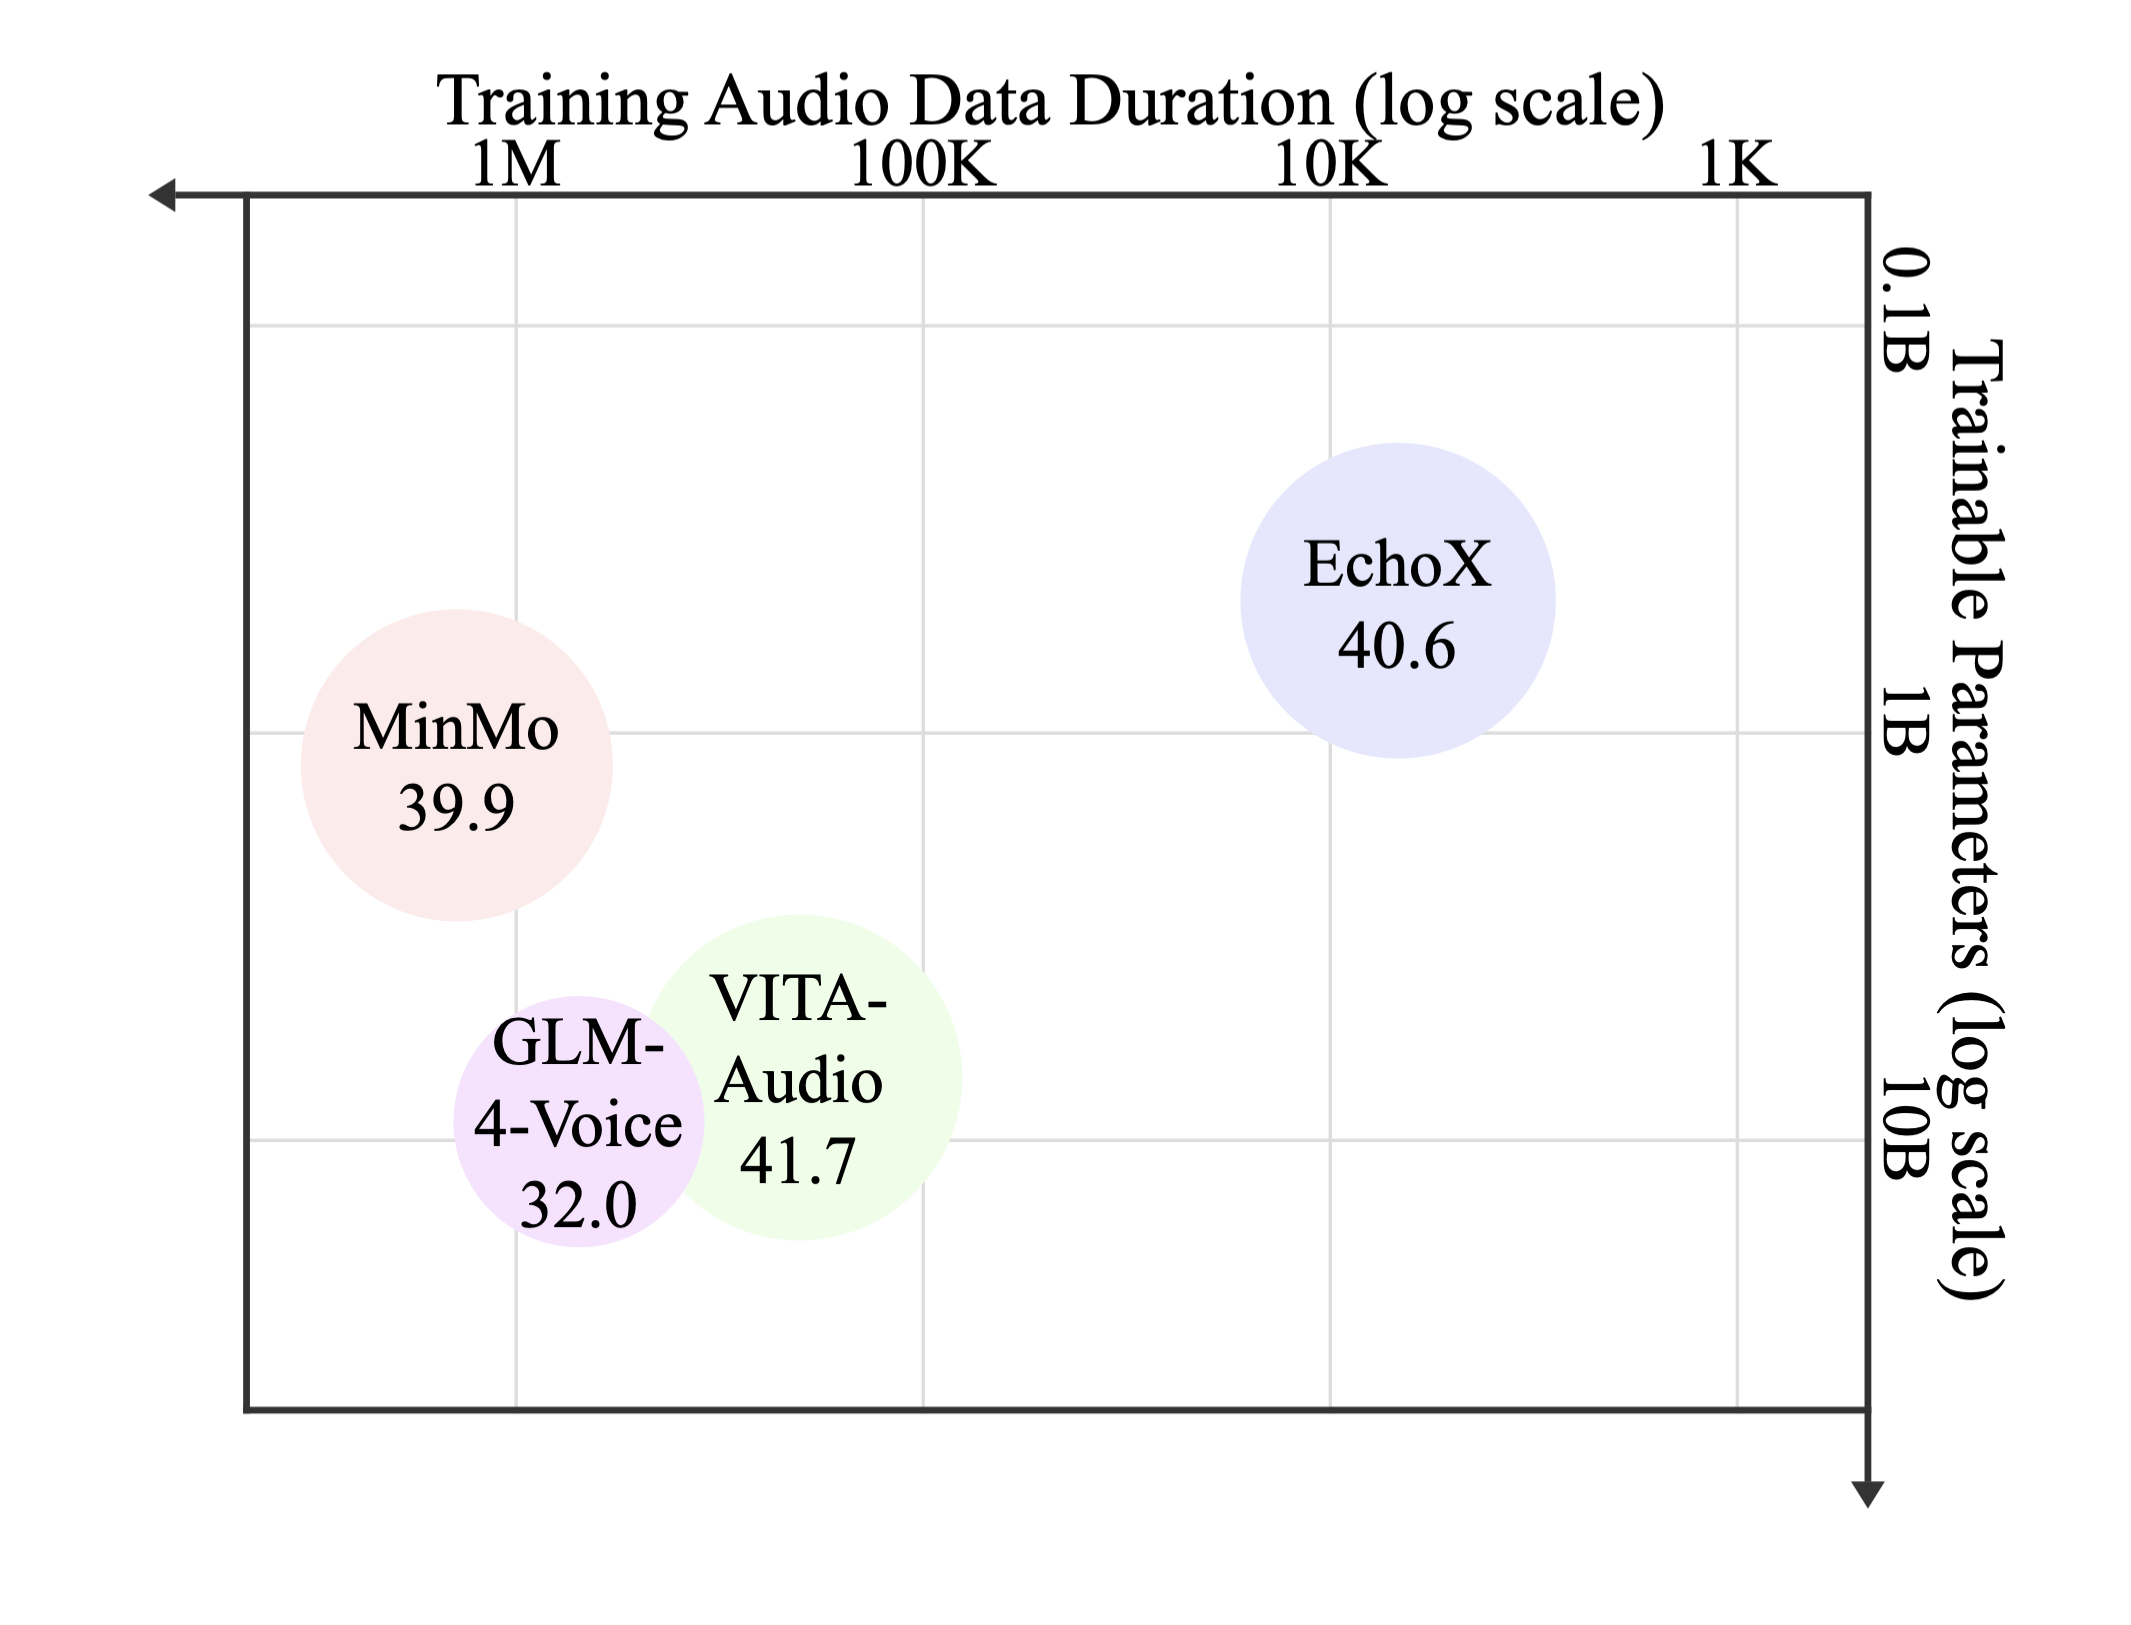 Training Audio Data Duration (log scale)
1M
100K
10K
1K
0.1B
1B
10B
Trainable Parameters (log scale)
EchoX
40.6
MinMo
39.9
VITA-
Audio
41.7
GLM-
4-Voice
32.0